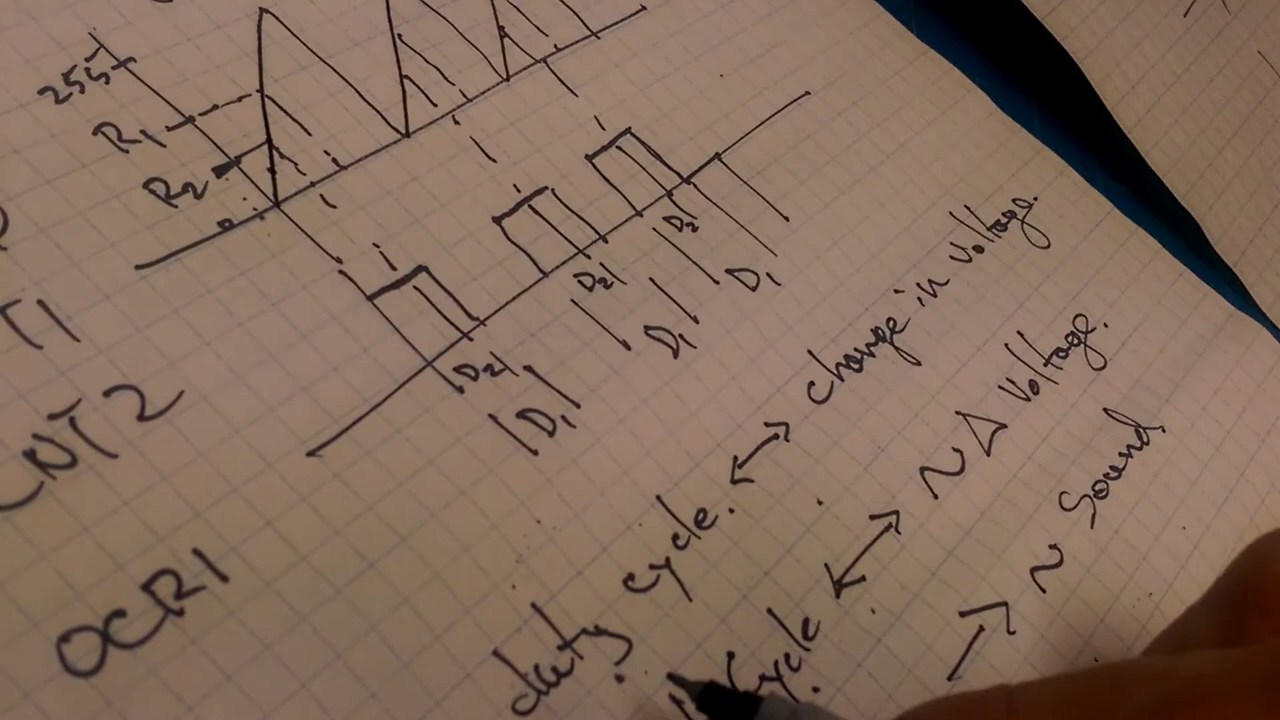 255
R1
R2
D2
D1
D2
D1
D2
D1
T1
CNT2
OCR1
duty cycle. ↔ change in voltage.
cycle ↔ ~ Δ voltage.
→ ~ Sound